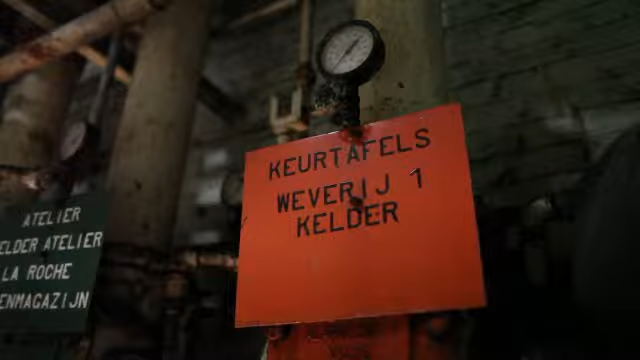 KEURTAFELS
WEVERIJ 1
KELDER
ATELIER
ELDER ATELIER
LA ROCHE
ENMAGAZIJN